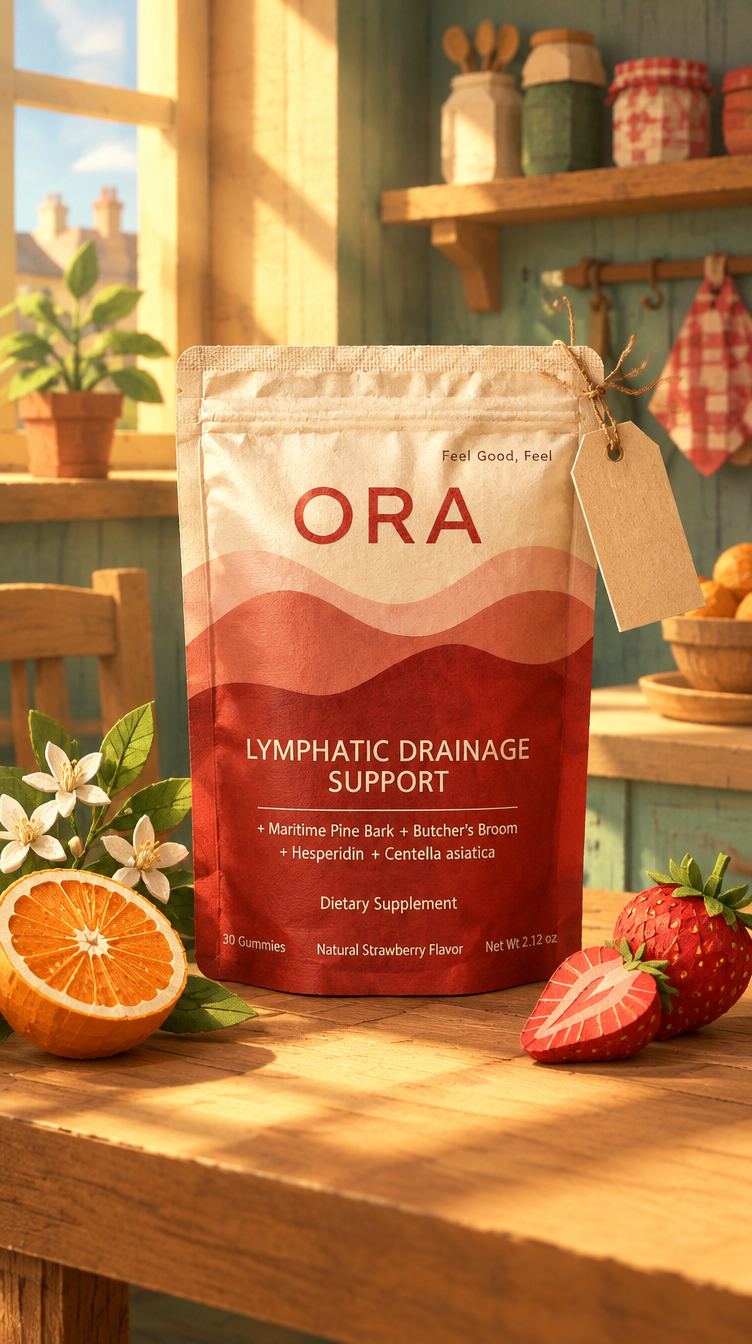 Feel Good, Feel
ORA
LYMPHATIC DRAINAGE
SUPPORT
+ Maritime Pine Bark + Butcher's Broom
+ Hesperidin + Centella asiatica
Dietary Supplement
30 Gummies Natural Strawberry Flavor Net Wt 2.12 oz